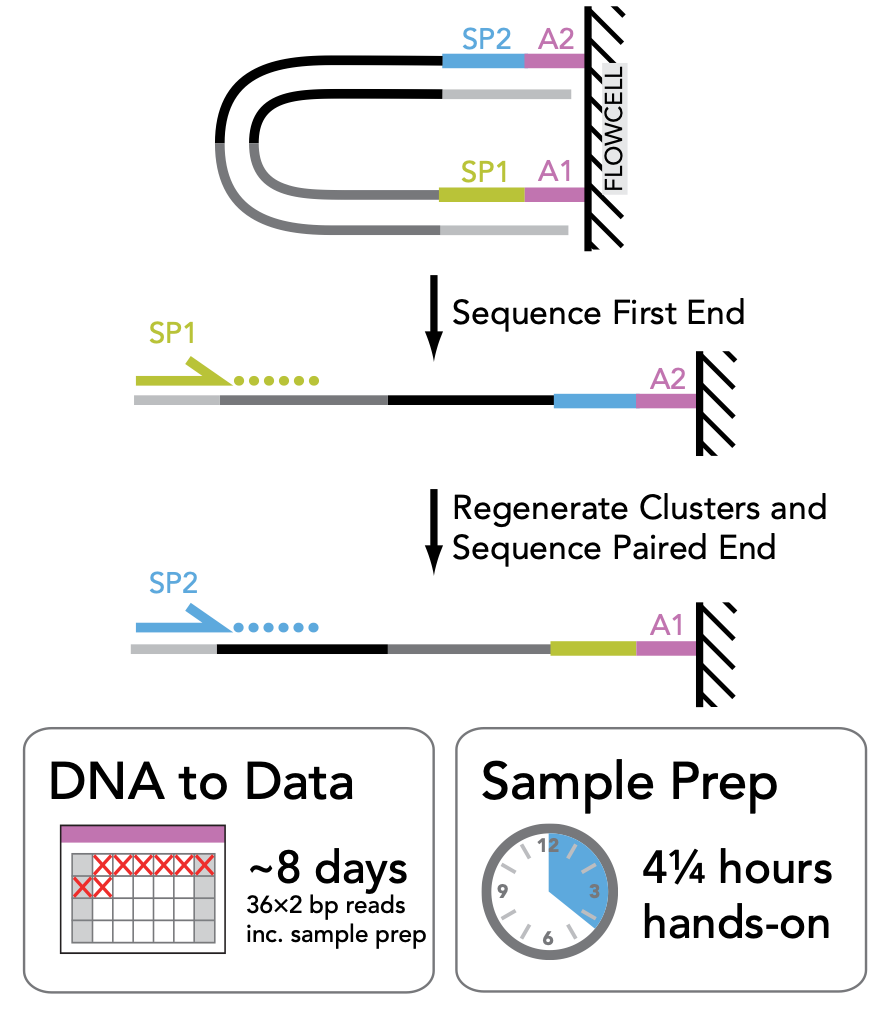 SP2 A2
FLOWCELL
SP1 A1
Sequence First End
SP1
A2
Regenerate Clusters and
Sequence Paired End
SP2
A1
DNA to Data
~8 days
36×2 bp reads
inc. sample prep
Sample Prep
12
3
6
9
4¼ hours
hands-on